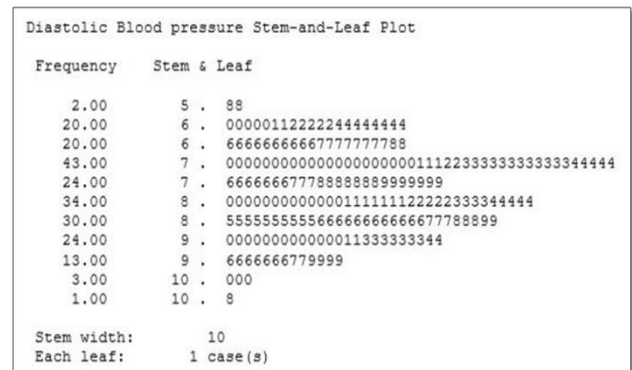 Diastolic Blood pressure Stem-and-Leaf Plot
Frequency Stem & Leaf
2.00 5 . 88
20.00 6 . 00000112222244444444
20.00 6 . 66666666667777777788
43.00 7 . 0000000000000000000001112233333333333344444
24.00 7 . 666666677788888889999999
34.00 8 . 0000000000000111111122222333344444
30.00 8 . 555555555566666666666677788899
24.00 9 . 000000000000011333333344
13.00 9 . 6666666779999
3.00 10 . 000
1.00 10 . 8
Stem width: 10
Each leaf: 1 case(s)